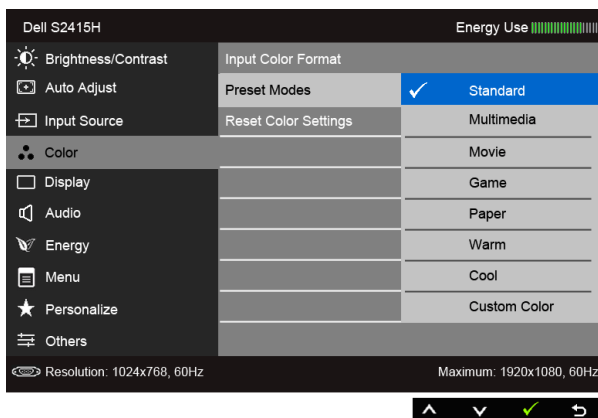 Dell S2415H Energy Use
Brightness/Contrast Input Color Format
Auto Adjust Preset Modes Standard
Input Source Reset Color Settings Multimedia
Color Movie
Display Game
Audio Paper
Energy Warm
Menu Cool
Personalize Custom Color
Others
Resolution: 1024x768, 60Hz Maximum: 1920x1080, 60Hz